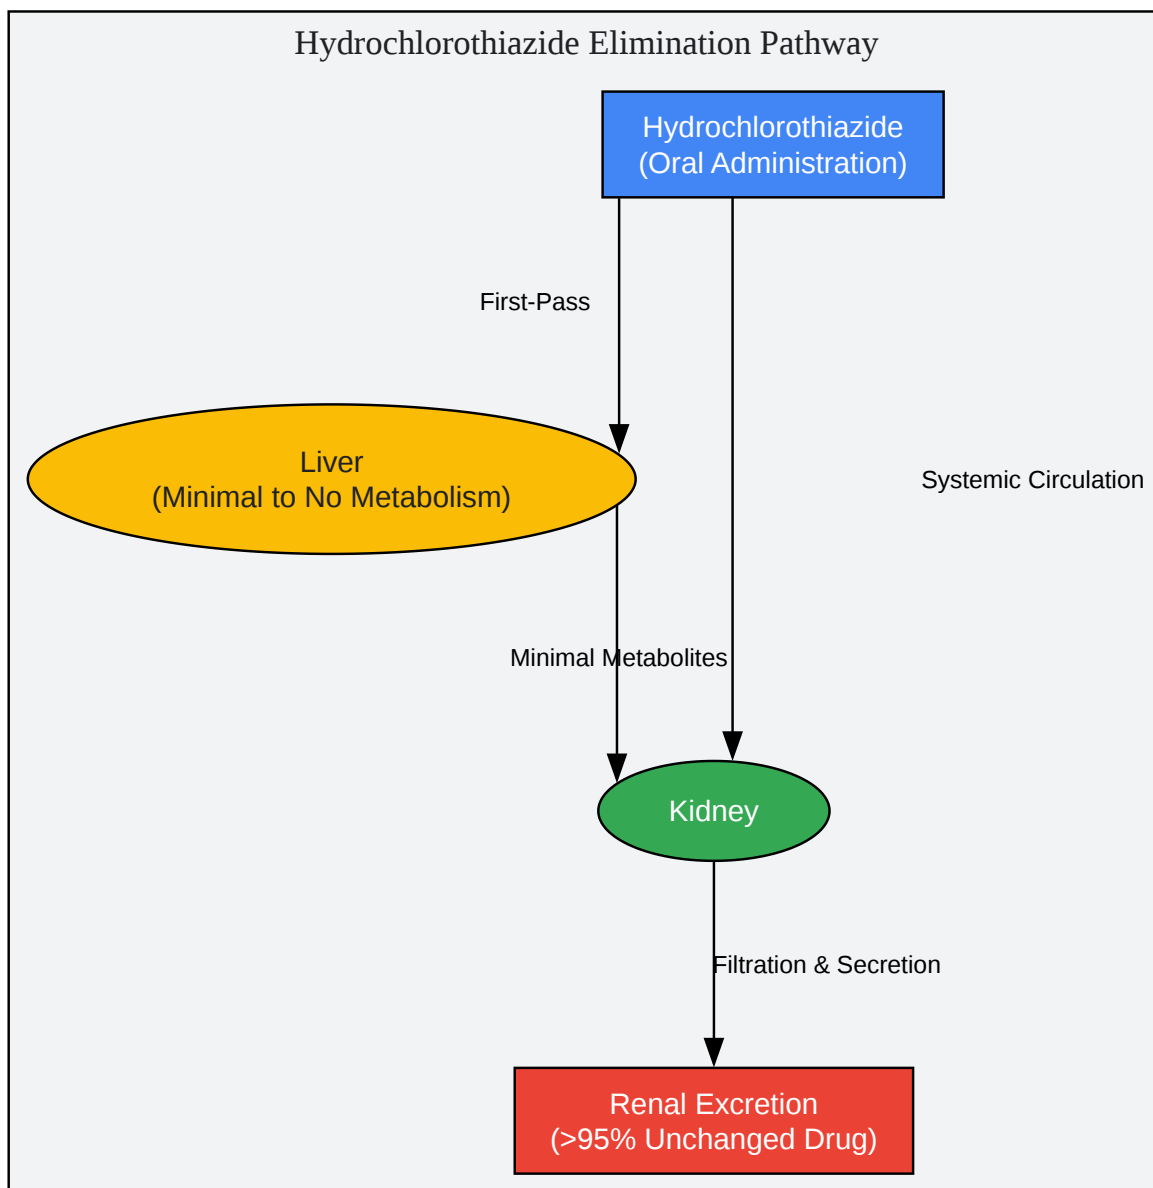 Hydrochlorothiazide Elimination Pathway
Hydrochlorothiazide
(Oral Administration)
First-Pass
Liver
(Minimal to No Metabolism)
Systemic Circulation
Minimal Metabolites
Kidney
Filtration & Secretion
Renal Excretion
(>95% Unchanged Drug)